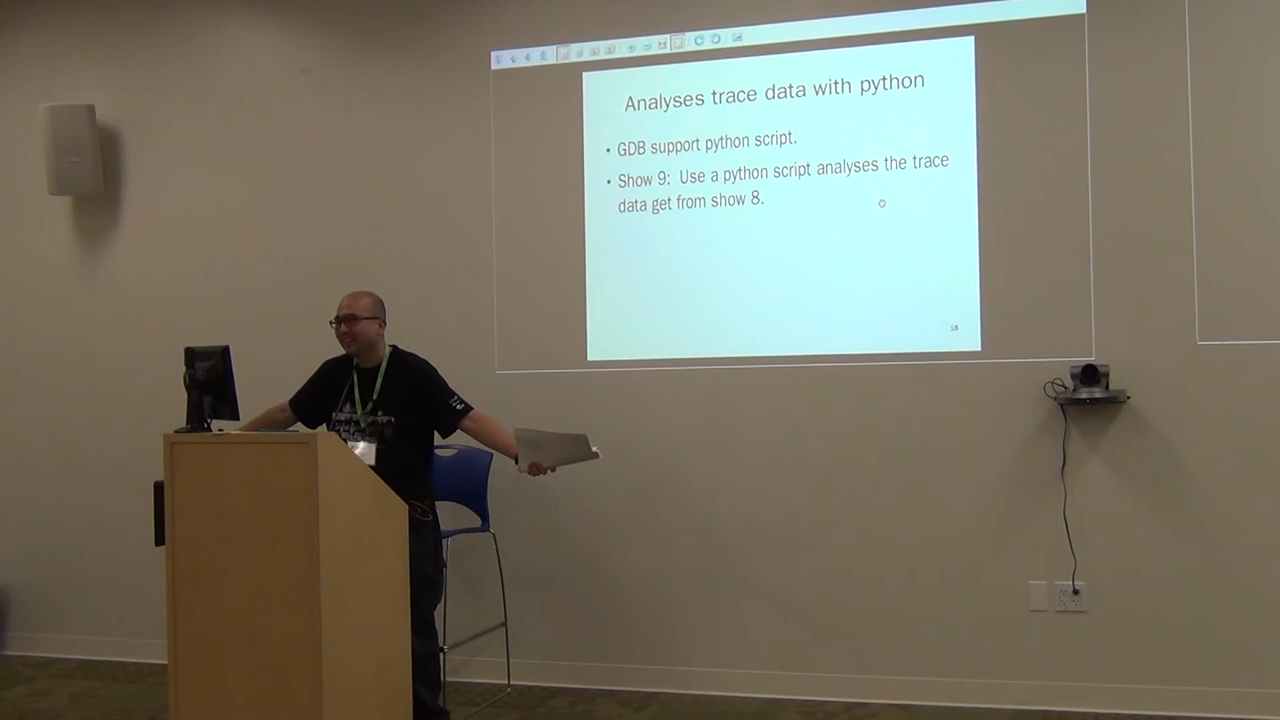 Analyses trace data with python
• GDB support python script.
• Show 9: Use a python script analyses the trace
data get from show 8.
18